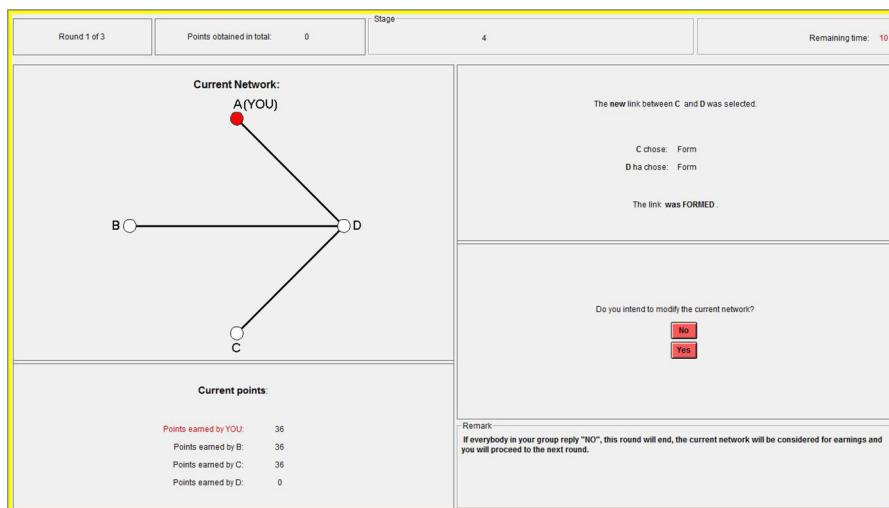 Stage
Round 1 of 3
Points obtained in total: 0
4
Remaining time: 10
Current Network:
A(YOU)
B
D
C
The new link between C and D was selected.
C chose: Form
D ha chose: Form
The link was FORMED .
Do you intend to modify the current network?
No
Yes
Current points:
Points earned by YOU: 36
Points earned by B: 36
Points earned by C: 36
Points earned by D: 0
Remark
If everybody in your group reply "NO", this round will end, the current network will be considered for earnings and
you will proceed to the next round.